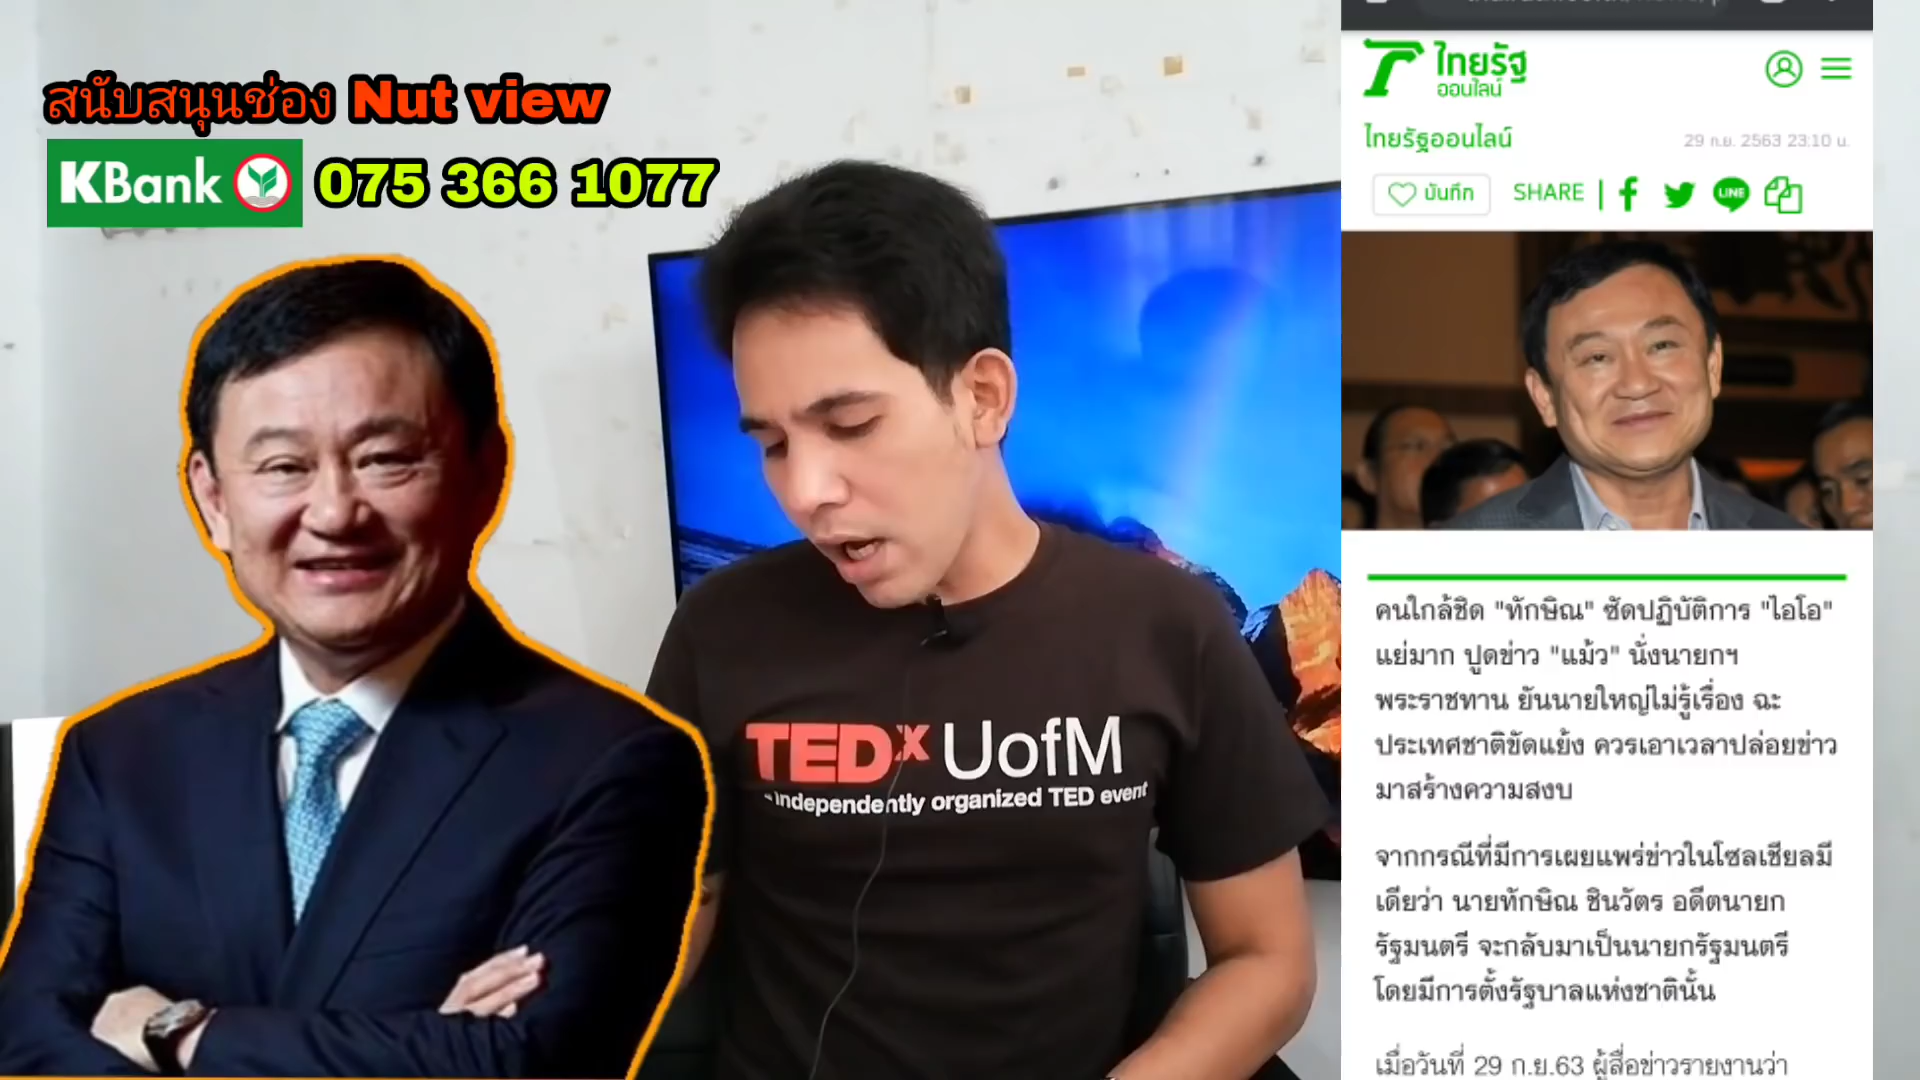 สนับสนุนช่อง Nut view
KBank 075 366 1077
TEDx UofM
independently organized TED event
ไทยรัฐ
ออนไลน์
ไทยรัฐออนไลน์
29 ก.ย. 2563 23:10 น.
บันทึก SHARE LINE
คนใกล้ชิด "ทักษิณ" ซัดปฏิบัติการ "ไอโอ"
แย่มาก ปูดข่าว "แม้ว" นั่งนายกฯ
พระราชทาน ยันนายใหญ่ไม่รู้เรื่อง ฉะ
ประเทศชาติขัดแย้ง ควรเอาเวลาปล่อยข่าว
มาสร้างความสงบ
จากกรณีที่มีการเผยแพร่ข่าวในโซลเชียลมี
เดียว่า นายทักษิณ ชินวัตร อดีตนายก
รัฐมนตรี จะกลับมาเป็นนายกรัฐมนตรี
โดยมีการตั้งรัฐบาลแห่งชาตินั้น
เมื่อวันที่ 29 ก.ย.63 ผู้สื่อข่าวรายงานว่า